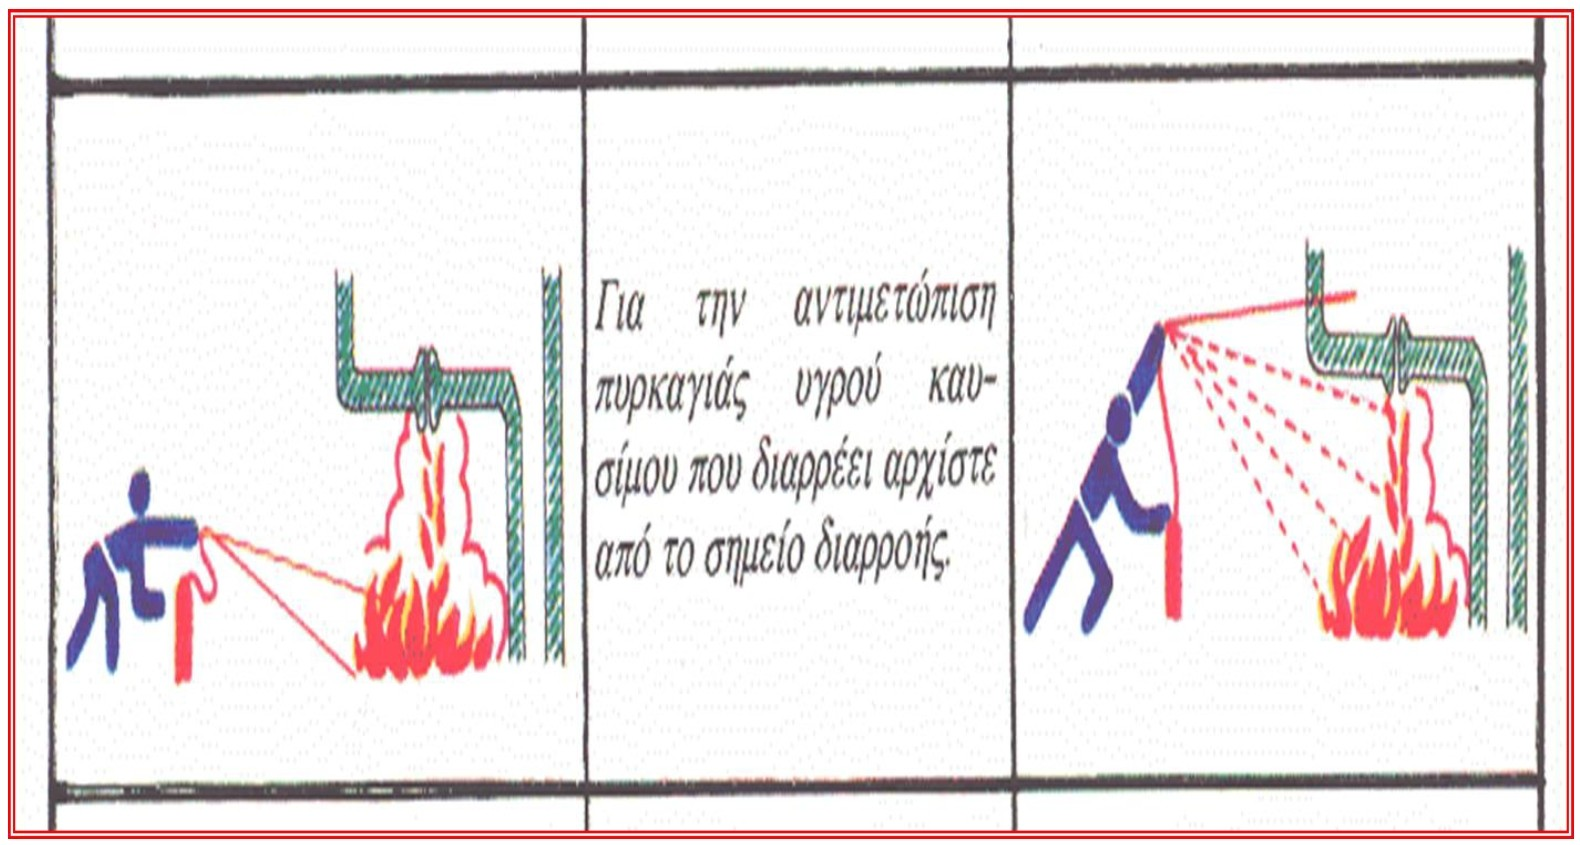 Για την αντιμετώπιση
πυρκαγιάς υγρού καυ-
σίμου που διαρρέει αρχίστε
από το σημείο διαρροής.